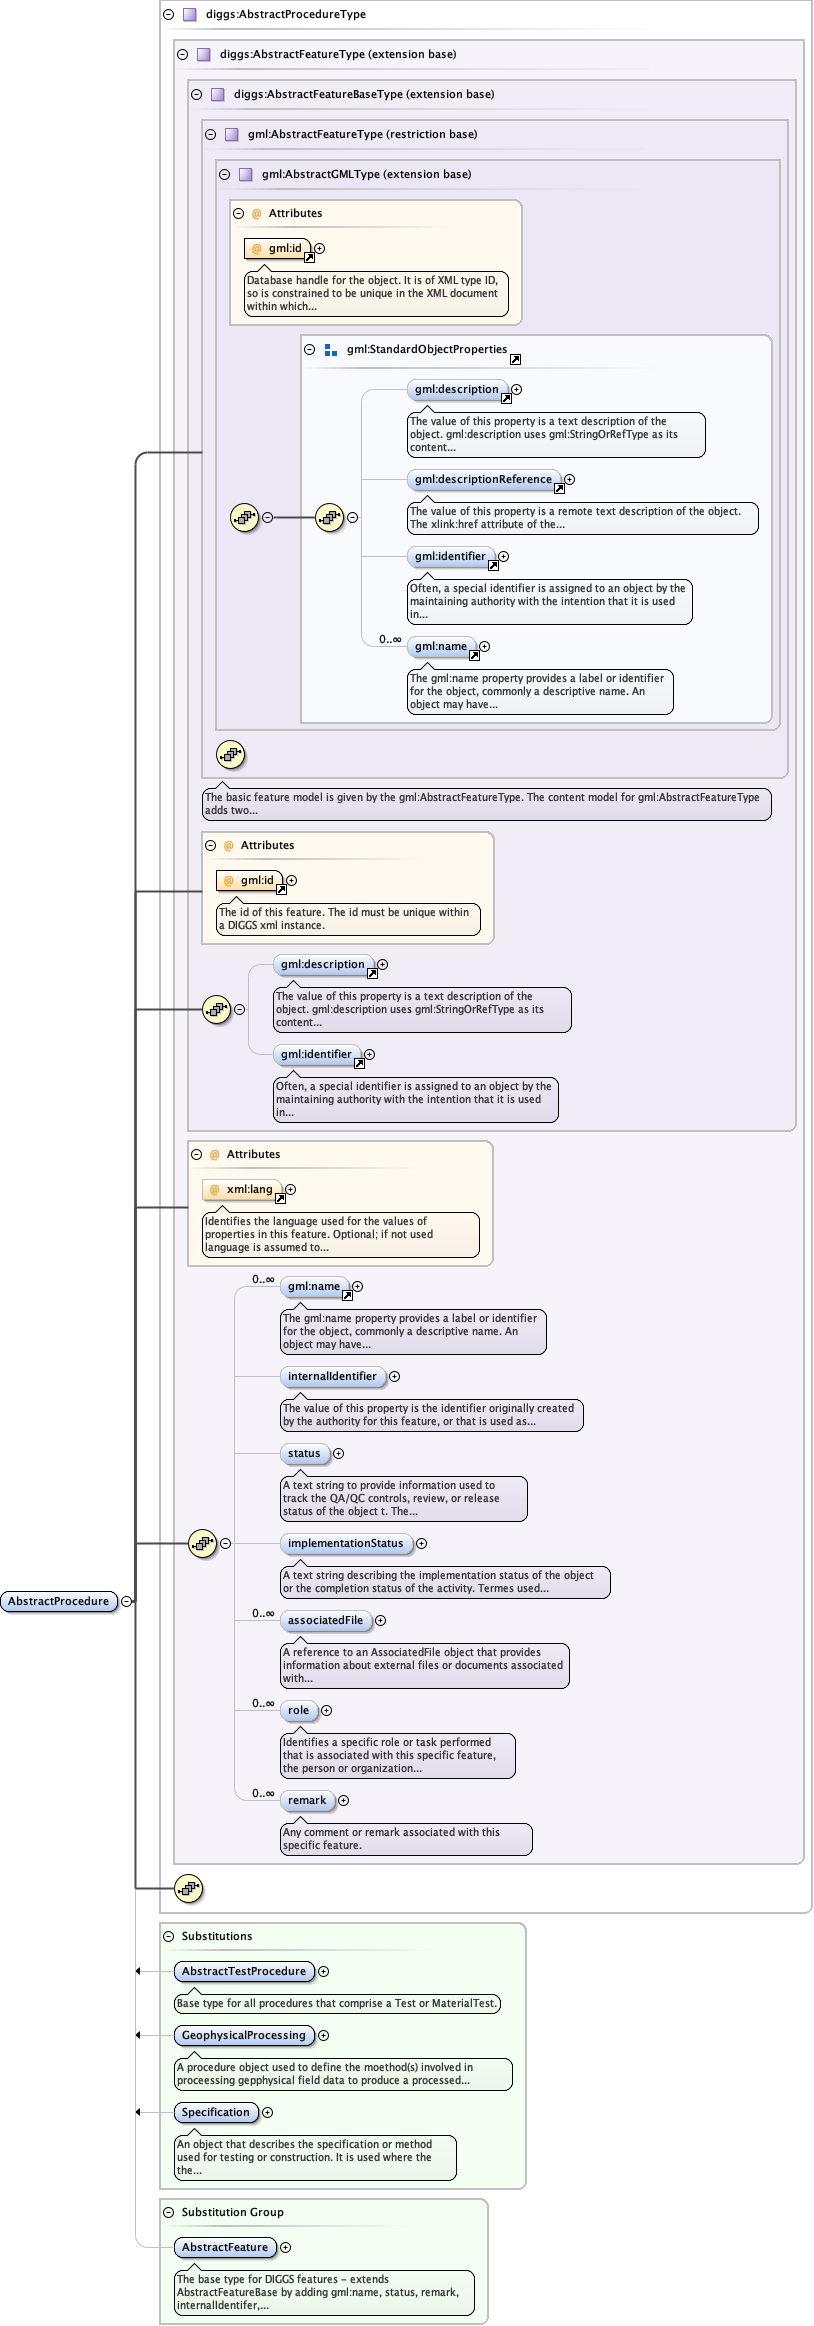 diggs:AbstractProcedureType
diggs:AbstractFeatureType (extension base)
diggs:AbstractFeatureBaseType (extension base)
gml:AbstractFeatureType (restriction base)
gml:AbstractGMLType (extension base)
@ Attributes
@ gml:id
Database handle for the object. It is of XML type ID,
so is constrained to be unique in the XML document
within which...
gml:StandardObjectProperties
gml:description
The value of this property is a text description of the
object. gml:description uses gml:StringOrRefType as its
content...
gml:descriptionReference
The value of this property is a remote text description of the object.
The xlink:href attribute of the...
gml:identifier
Often, a special identifier is assigned to an object by the
maintaining authority with the intention that it is used
in...
0..∞
gml:name
The gml:name property provides a label or identifier
for the object, commonly a descriptive name. An
object may have...
The basic feature model is given by the gml:AbstractFeatureType. The content model for gml:AbstractFeatureType
adds two...
@ Attributes
@ gml:id
The id of this feature. The id must be unique within
a DIGGS xml instance.
gml:description
The value of this property is a text description of the
object. gml:description uses gml:StringOrRefType as its
content...
gml:identifier
Often, a special identifier is assigned to an object by the
maintaining authority with the intention that it is used
in...
@ Attributes
@ xml:lang
Identifies the language used for the values of
properties in this feature. Optional; if not used
language is assumed to...
0..∞
gml:name
The gml:name property provides a label or identifier
for the object, commonly a descriptive name. An
object may have...
internalIdentifier
The value of this property is the identifier originally created
by the authority for this feature, or that is used as...
status
A text string to provide information used to
track the QA/QC controls, review, or release
status of the object t. The...
implementationStatus
A text string describing the implementation status of the object
or the completion status of the activity. Termes used...
AbstractProcedure
0..∞
associatedFile
A reference to an AssociatedFile object that provides
information about external files or documents associated
with...
0..∞
role
Identifies a specific role or task performed
that is associated with this specific feature,
the person or organization...
0..∞
remark
Any comment or remark associated with this
specific feature.
Substitutions
AbstractTestProcedure
Base type for all procedures that comprise a Test or MaterialTest.
GeophysicalProcessing
A procedure object used to define the moethod(s) involved in
proceessing gepphysical field data to produce a processed...
Specification
An object that describes the specification or method
used for testing or construction. It is used where the
the...
Substitution Group
AbstractFeature
The base type for DIGGS features - extends
AbstractFeatureBase by adding gml:name, status, remark,
internalIdentifer,...